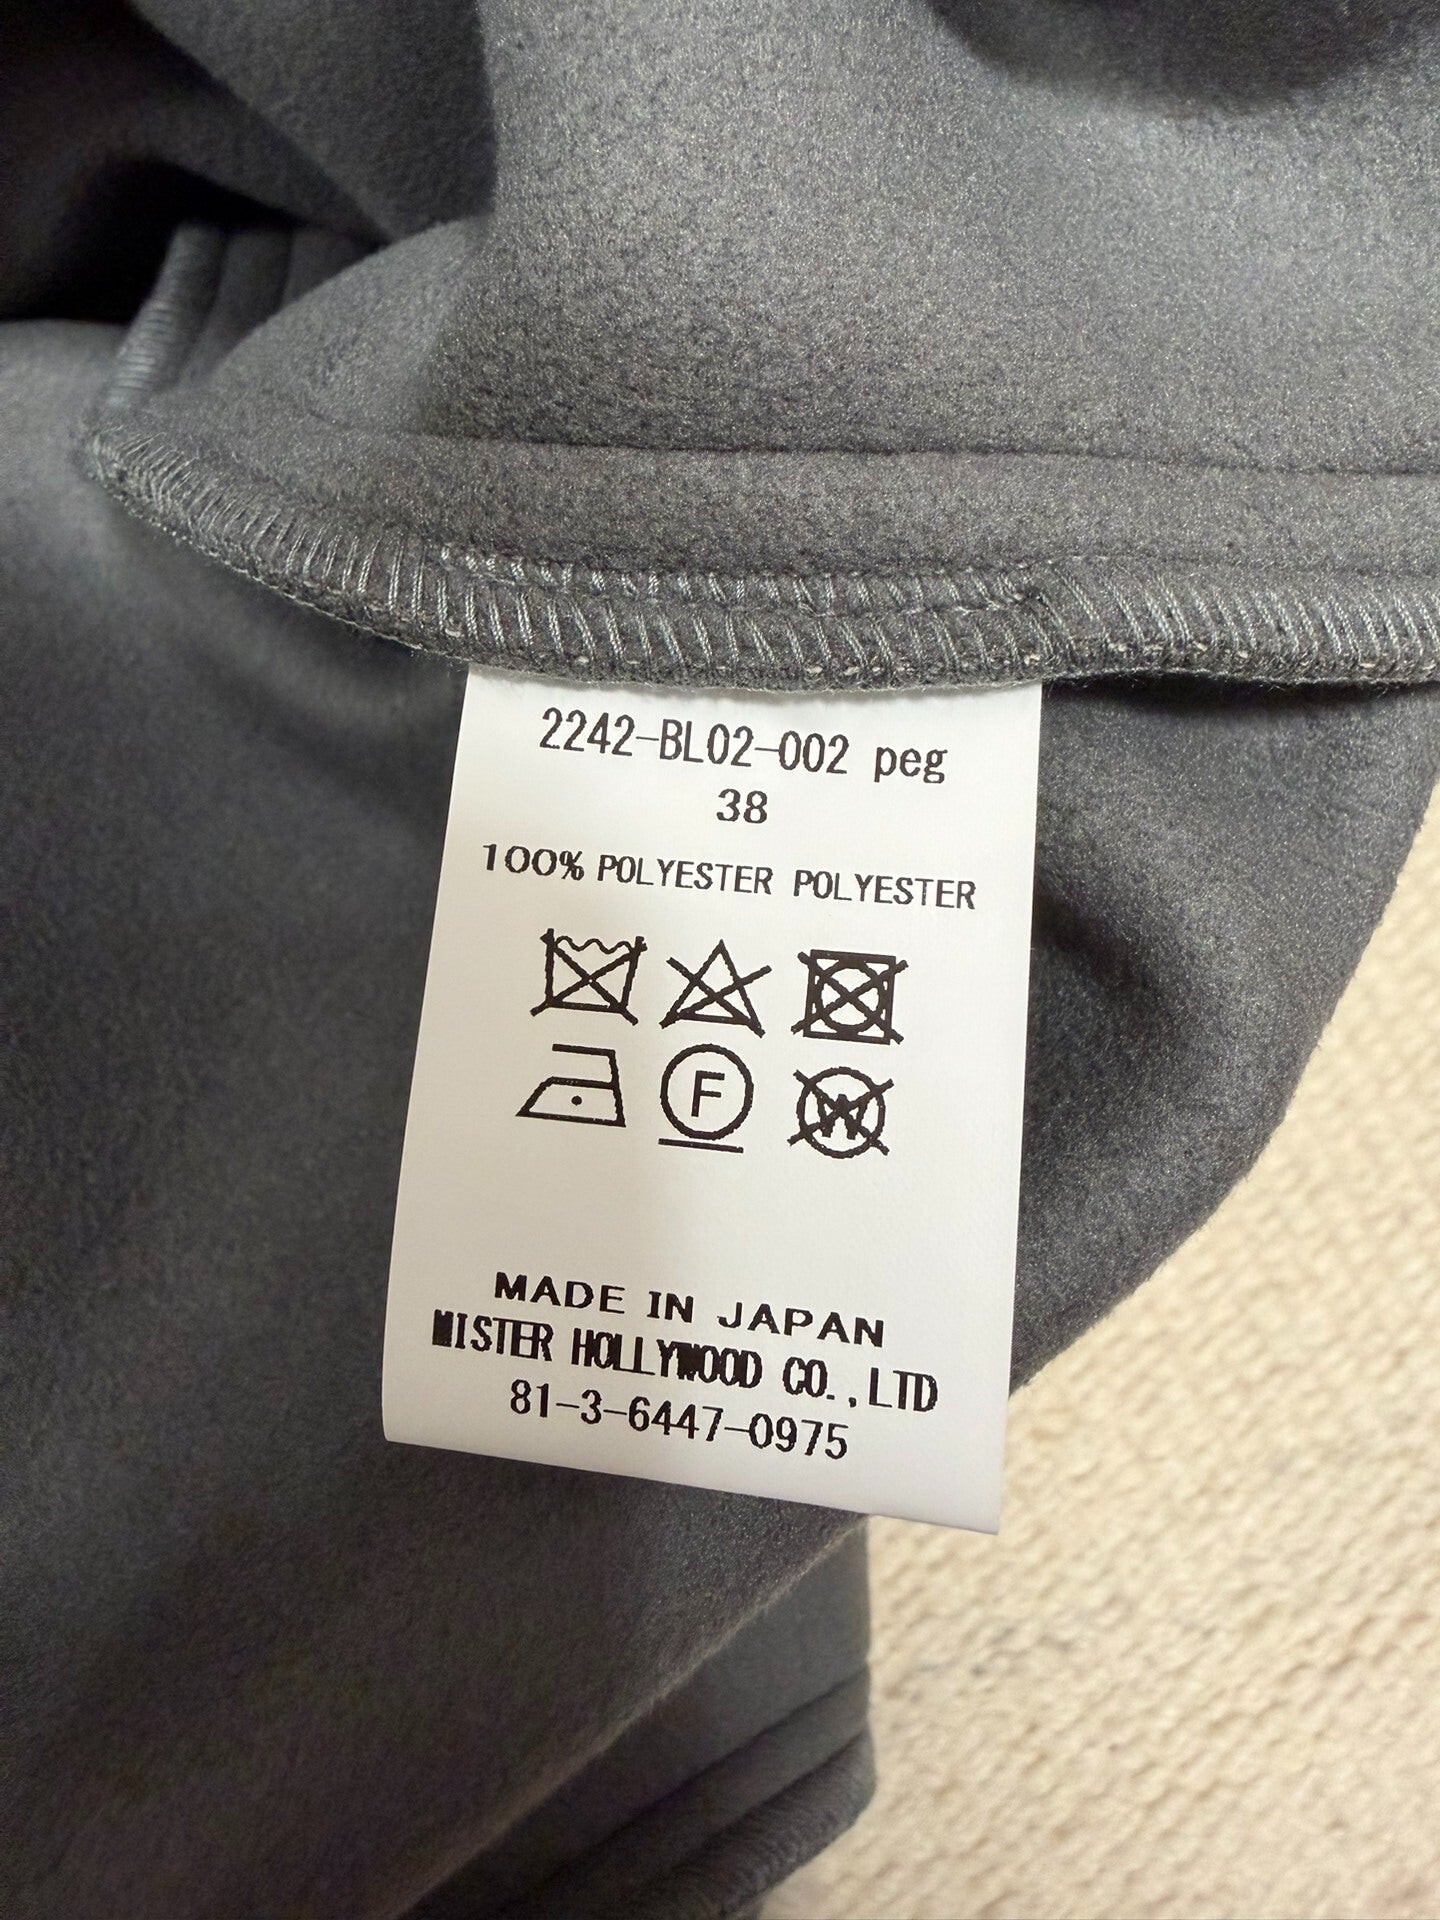 2242-BL02-002 peg
38
100% POLYESTER POLYESTER
F W
MADE IN JAPAN
MISTER HOLLYWOOD CO.,LTD
81-3-6447-0975